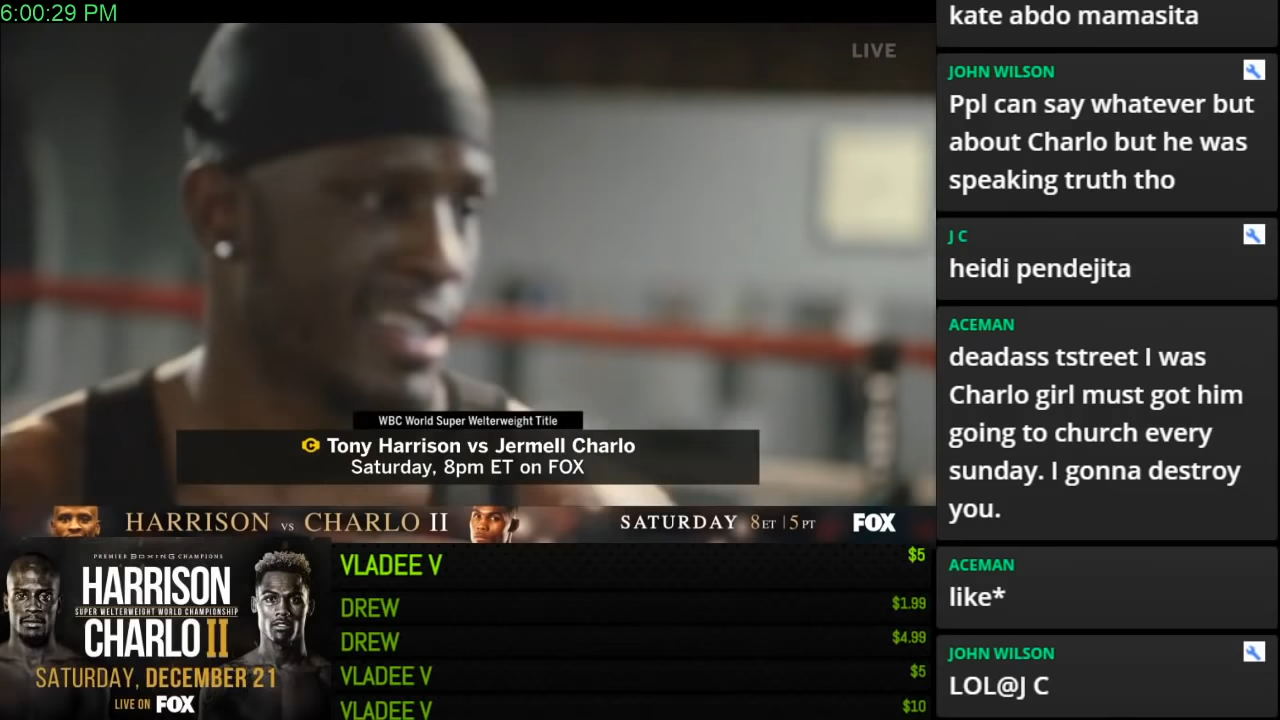 6:00:29 PM
LIVE
WBC World Super Welterweight Title
C Tony Harrison vs Jermell Charlo
Saturday, 8pm ET on FOX
HARRISON VS CHARLO II
SATURDAY 8ET | 5PT FOX
PREMIER BOXING CHAMPIONS
HARRISON
SUPER WELTERWEIGHT WORLD CHAMPIONSHIP
CHARLO II
SATURDAY, DECEMBER 21
LIVE ON FOX
VLADEE V $5
DREW $1.99
DREW $4.99
VLADEE V $5
VLADEE V $10
kate abdo mamasita
JOHN WILSON
Ppl can say whatever but
about Charlo but he was
speaking truth tho
J C
heidi pendejita
ACEMAN
deadass tstreet I was
Charlo girl must got him
going to church every
sunday. I gonna destroy
you.
ACEMAN
like*
JOHN WILSON
LOL@J C